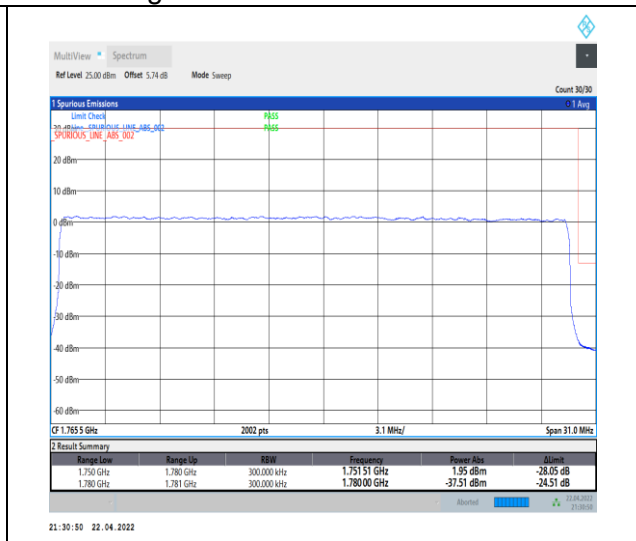 MultiView Spectrum
Ref Level 25.00 dBm Offset 5.74 dB Mode Sweep
Count 30/30
1 Spurious Emissions 1 Avg
Limit Check PASS
Line _SPURIOUS_LINE_ABS_002 PASS
_SPURIOUS_LINE_ABS_002
20 dBm
10 dBm
0 dBm
-10 dBm
-20 dBm
-30 dBm
-40 dBm
-50 dBm
-60 dBm
CF 1.765 5 GHz 2002 pts 3.1 MHz/ Span 31.0 MHz
2 Result Summary
Range Low Range Up RBW Frequency Power Abs ΔLimit
1.750 GHz 1.780 GHz 300.000 kHz 1.751 51 GHz 1.95 dBm -28.05 dB
1.780 GHz 1.781 GHz 300.000 kHz 1.780 00 GHz -37.51 dBm -24.51 dB
Aborted 22.04.2022
21:30:50
21:30:50 22.04.2022